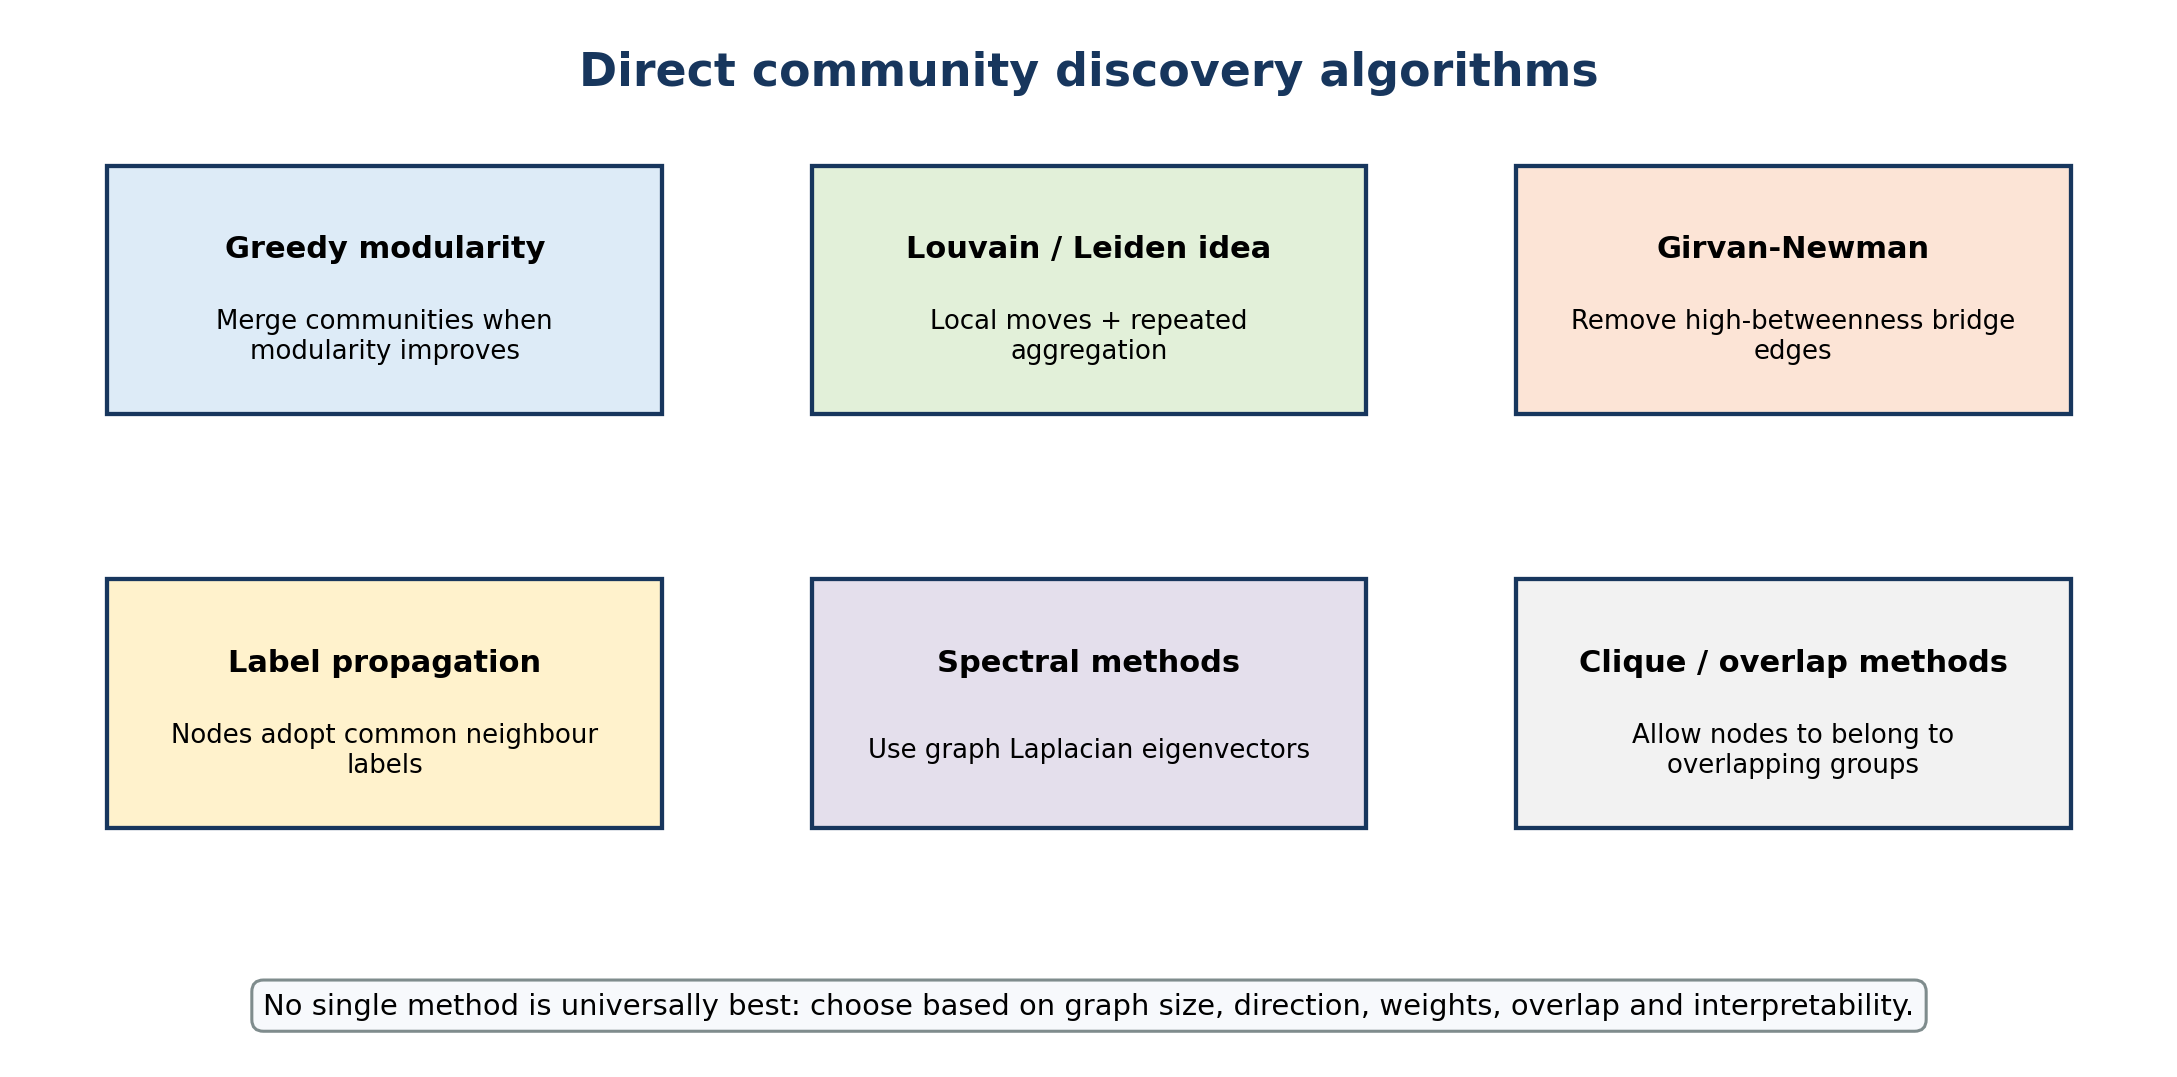 Direct community discovery algorithms
Greedy modularity
Merge communities when
modularity improves
Louvain / Leiden idea
Local moves + repeated
aggregation
Girvan-Newman
Remove high-betweenness bridge
edges
Label propagation
Nodes adopt common neighbour
labels
Spectral methods
Use graph Laplacian eigenvectors
Clique / overlap methods
Allow nodes to belong to
overlapping groups
No single method is universally best: choose based on graph size, direction, weights, overlap and interpretability.